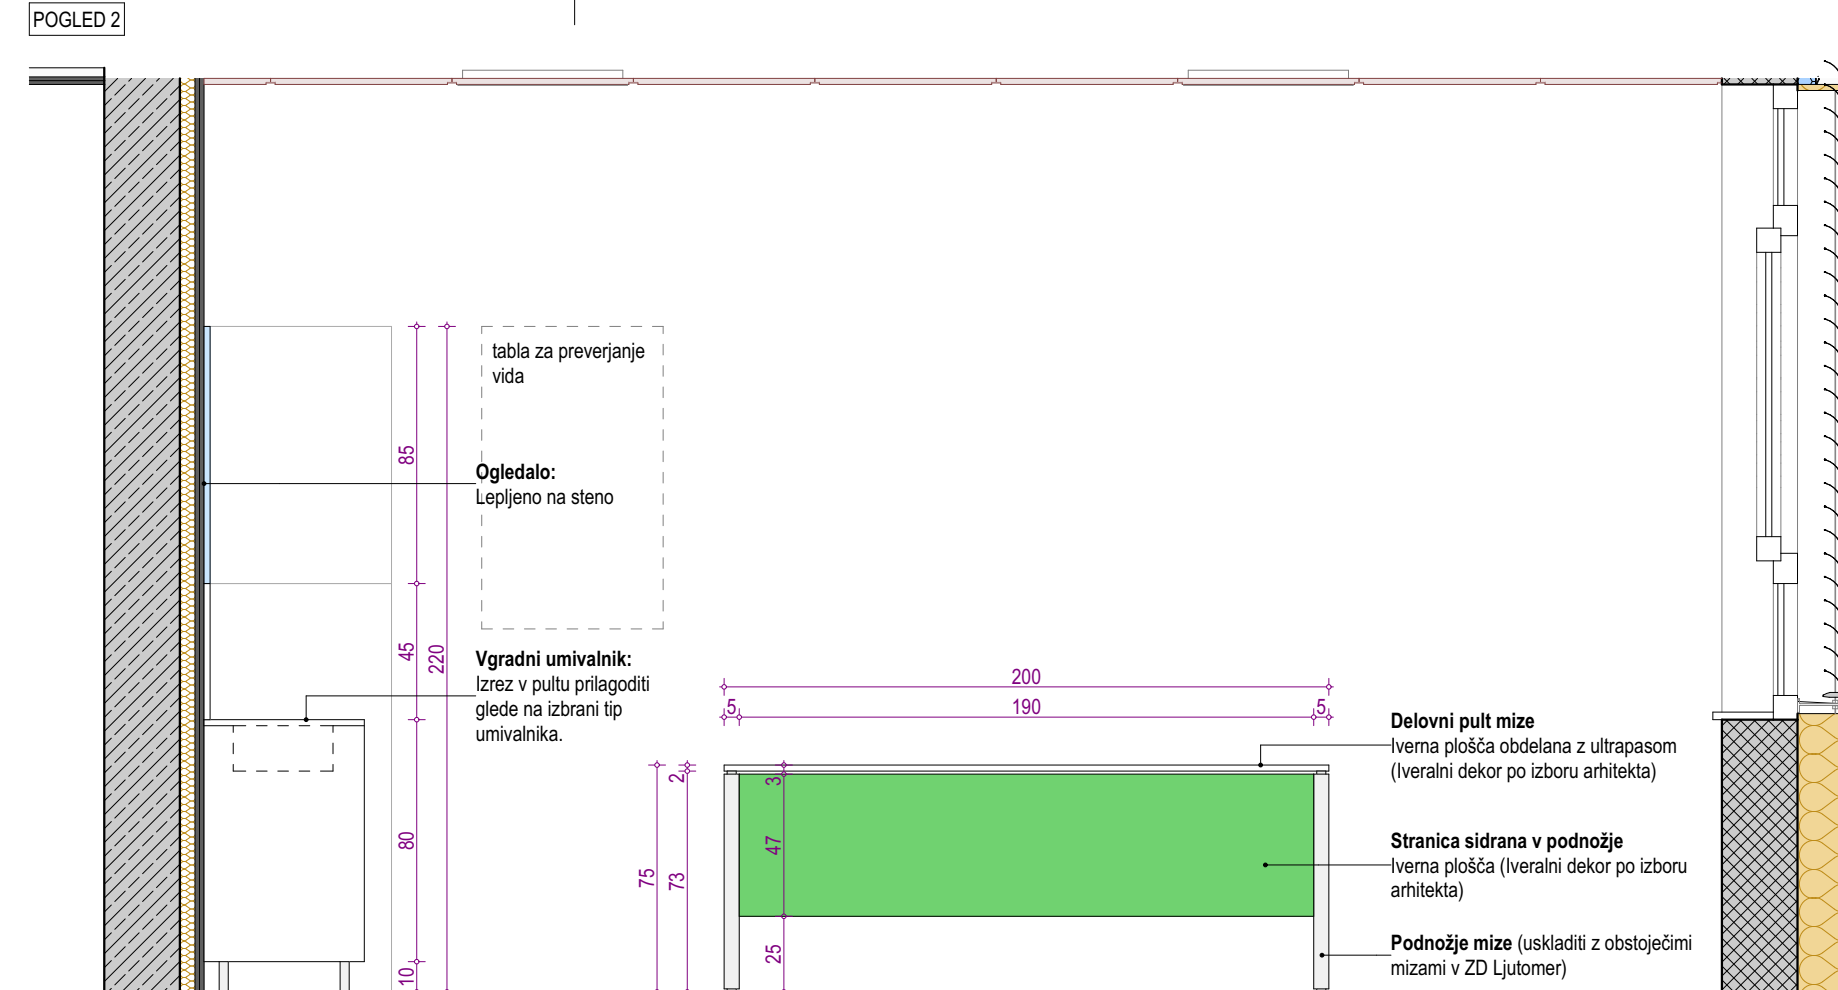 POGLED 2
tabla za preverjanje
vida
85
Ogledalo:
Lepljeno na steno
45
220
Vgradni umivalnik:
Izrez v pultu prilagoditi
glede na izbrani tip
umivalnika.
200
5
190
5
Delovni pult mize
Iverna plošča obdelana z ultrapasom
(Iveralni dekor po izboru arhitekta)
2
3
80
47
75
73
Stranica sidrana v podnožje
Iverna plošča (Iveralni dekor po izboru
arhitekta)
25
10
Podnožje mize (uskladiti z obstoječimi
mizami v ZD Ljutomer)